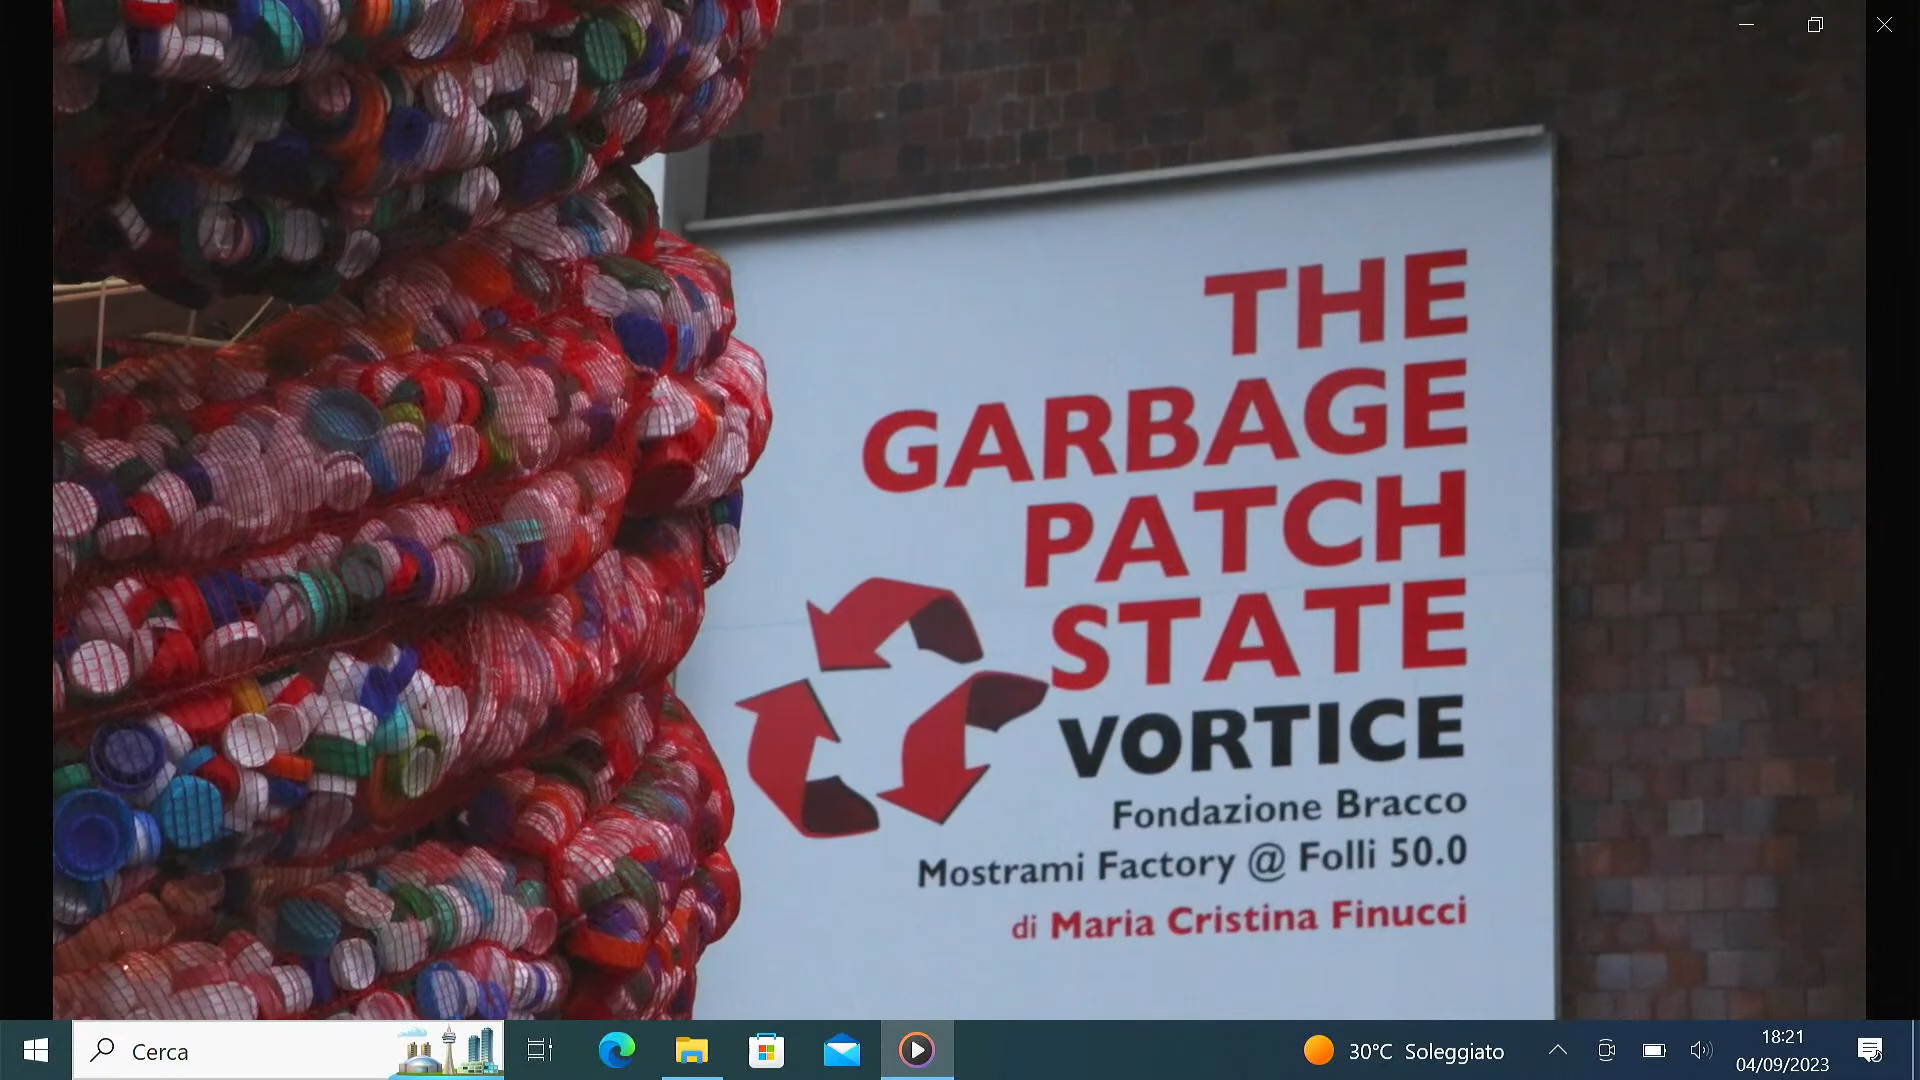 THE
GARBAGE
PATCH
STATE
VORTICE
Fondazione Bracco
Mostrami Factory @ Folli 50.0
di Maria Cristina Finucci
Cerca
30°C Soleggiato
18:21
04/09/2023